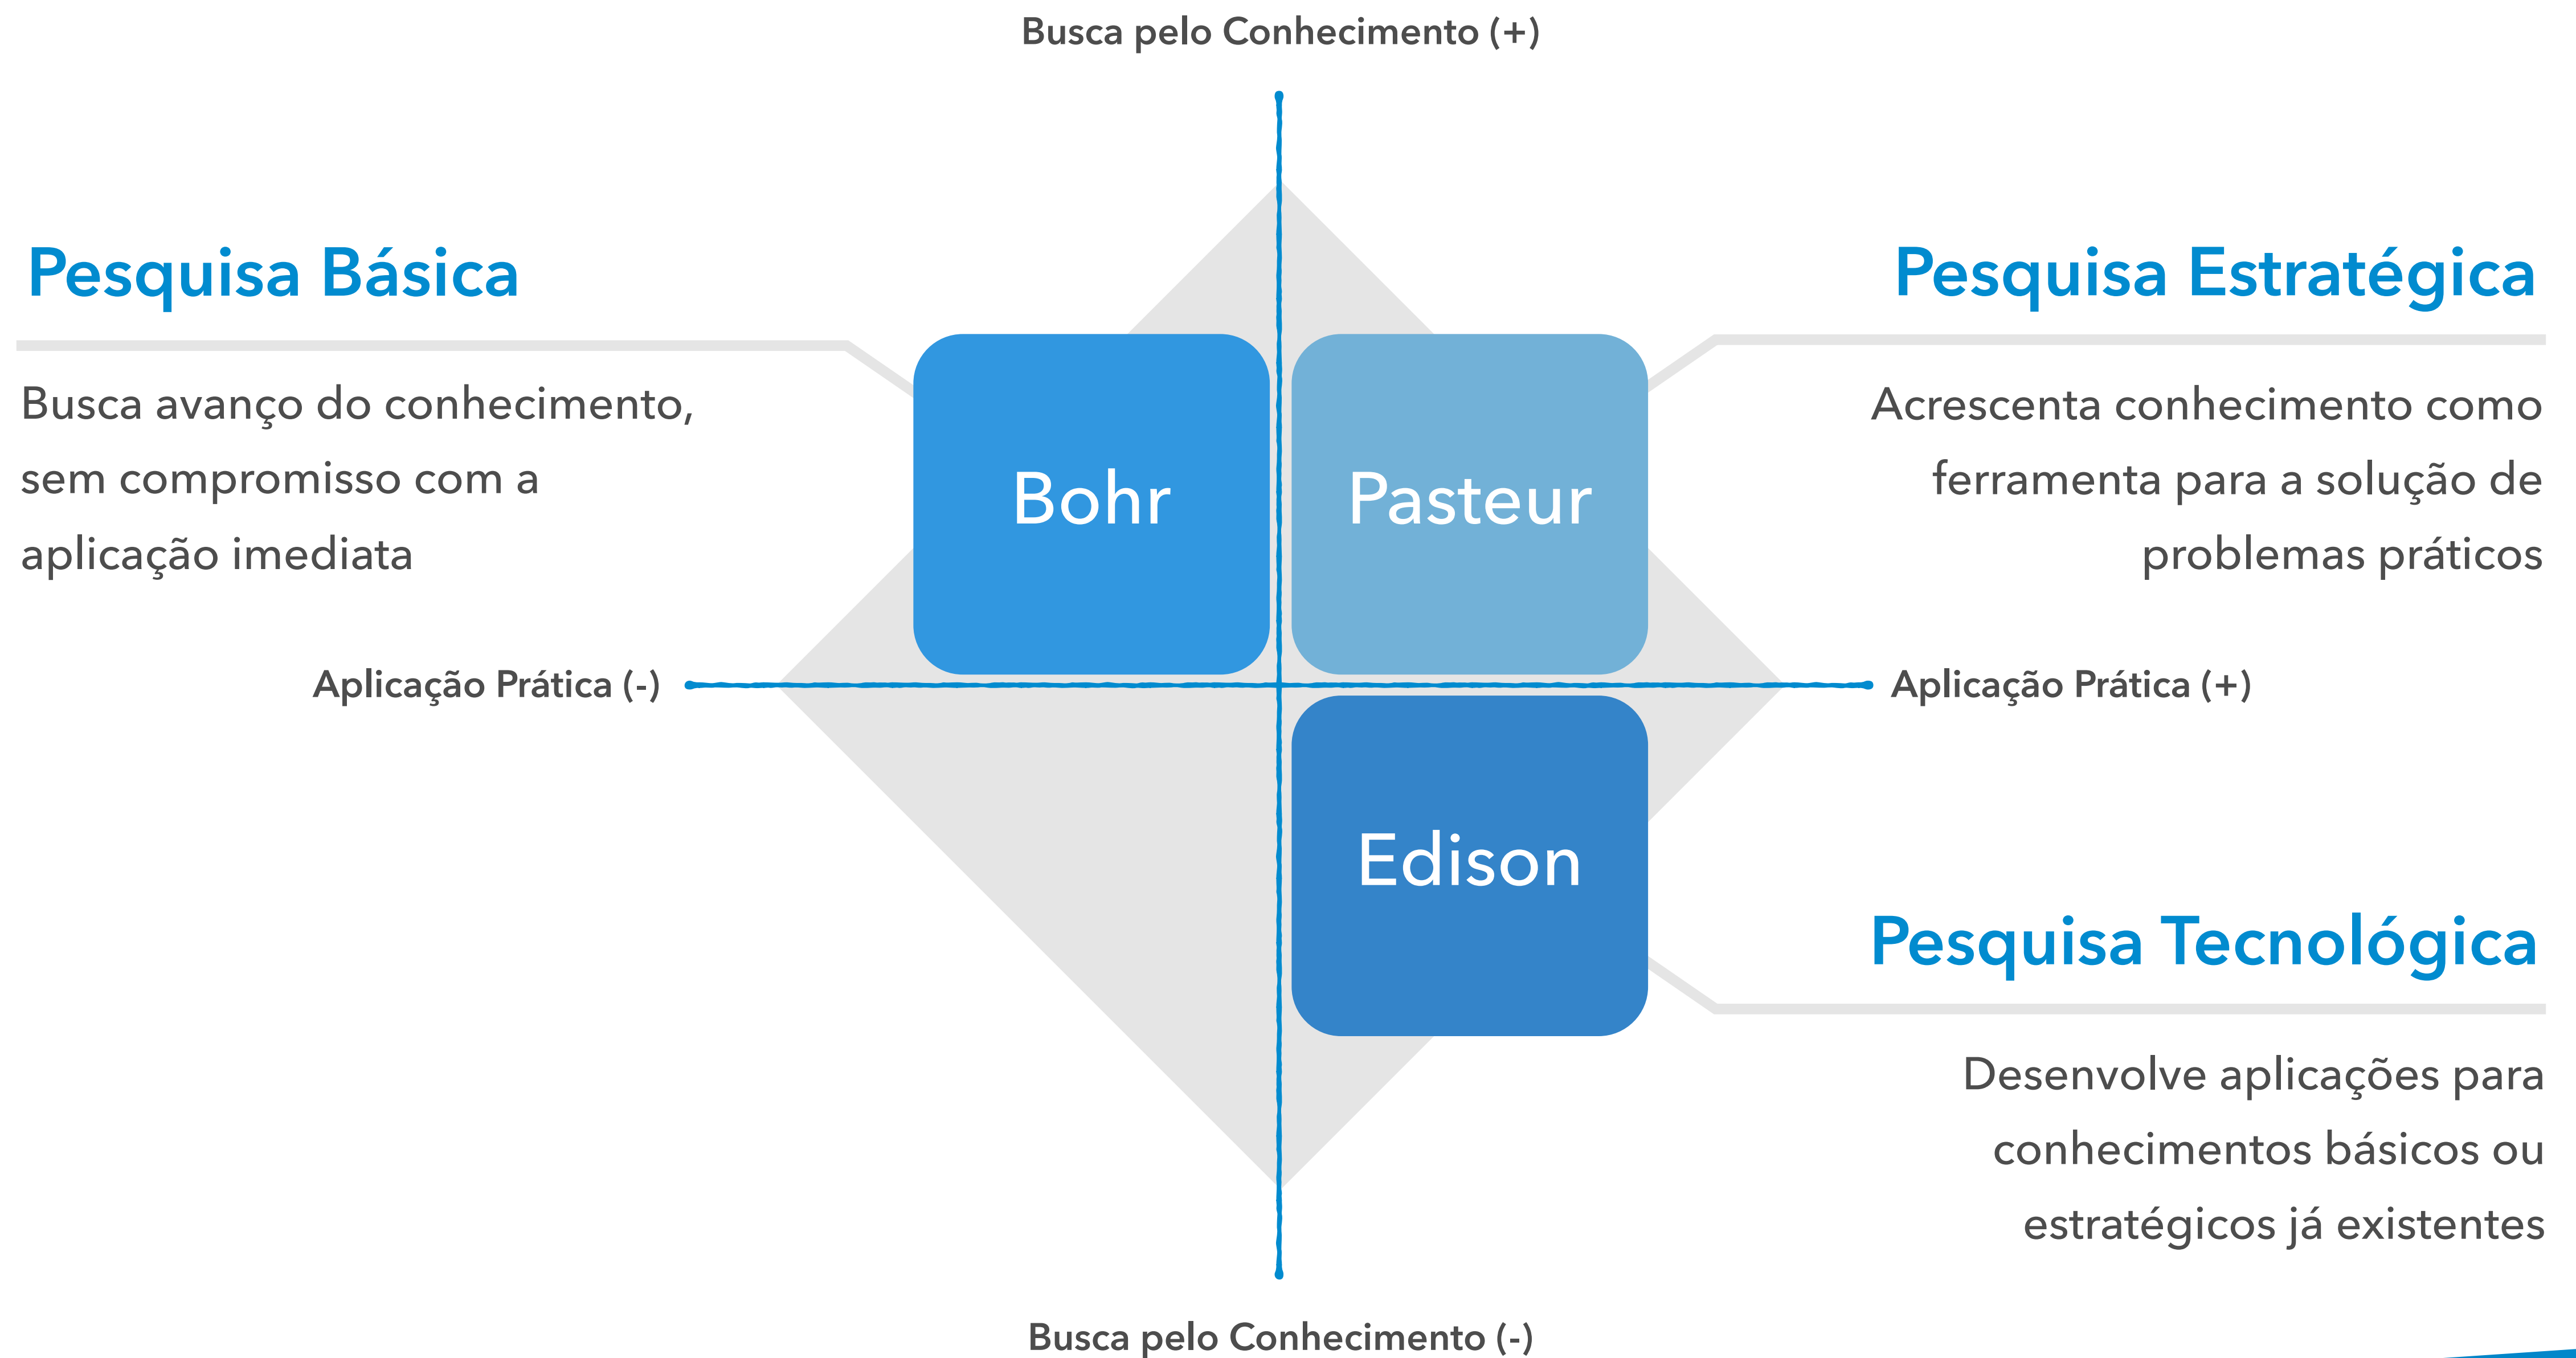 Busca pelo Conhecimento (+)
Pesquisa Básica
Busca avanço do conhecimento,
sem compromisso com a
aplicação imediata
Bohr
Pasteur
Pesquisa Estratégica
Acrescenta conhecimento como
ferramenta para a solução de
problemas práticos
Aplicação Prática (-)
Aplicação Prática (+)
Edison
Pesquisa Tecnológica
Desenvolve aplicações para
conhecimentos básicos ou
estratégicos já existentes
Busca pelo Conhecimento (-)